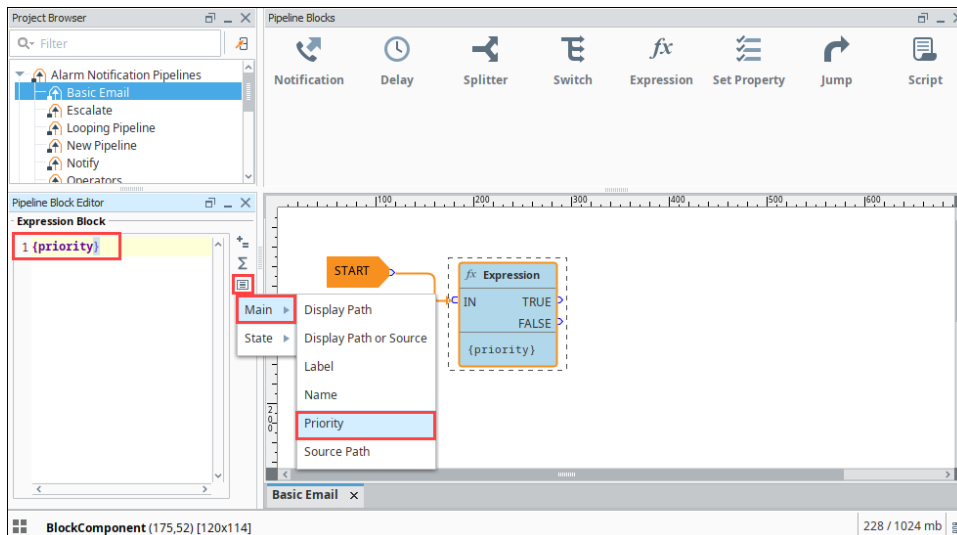 Project Browser
Pipeline Blocks
Filter
Alarm Notification Pipelines
Basic Email
Escalate
Looping Pipeline
New Pipeline
Notify
Operators
Notification
Delay
Splitter
Switch
fx
Expression
Set Property
Jump
Script
Pipeline Block Editor
Expression Block
1 {priority}
Σ
Main
State
Display Path
Display Path or Source
Label
Name
Priority
Source Path
|100
|200
|300
|400
|500
|600
200
START
fx Expression
IN TRUE
FALSE
{priority}
Basic Email ×
BlockComponent (175,52) [120x114]
228 / 1024 mb